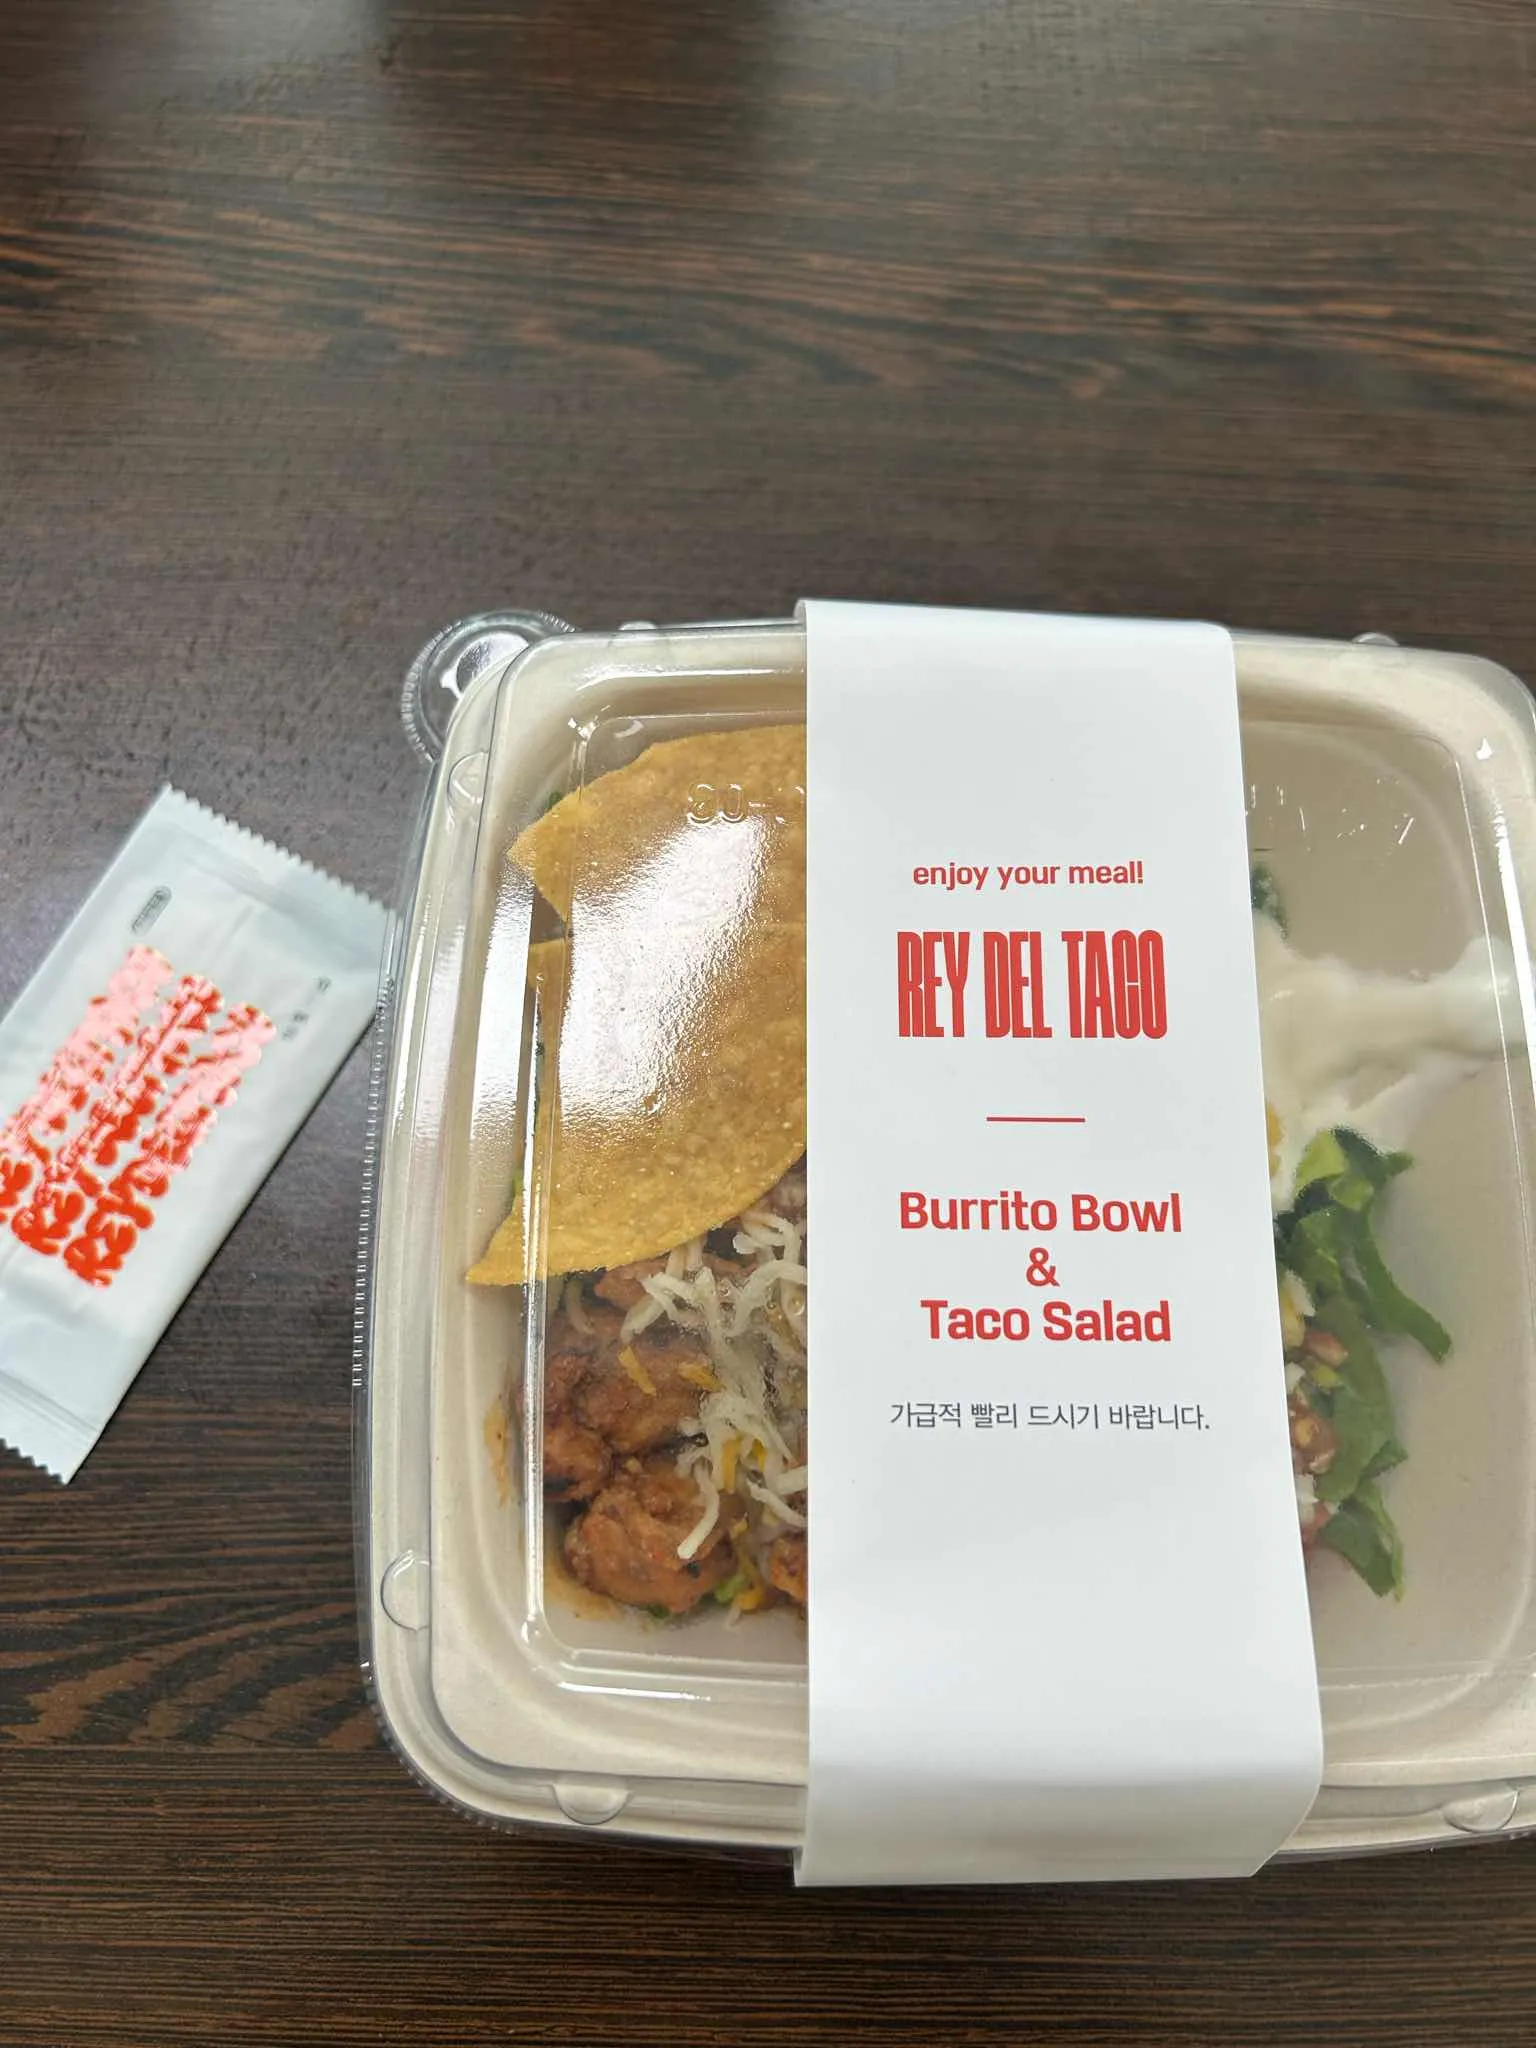 enjoy your meal!
REY DEL TACO
Burrito Bowl
&
Taco Salad
가급적 빨리 드시기 바랍니다.